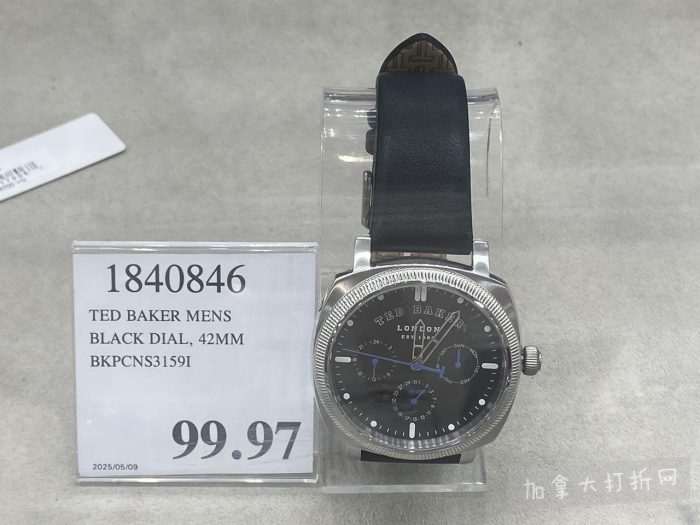 1840846
TED BAKER MENS
BLACK DIAL, 42MM
BKPCNS3159I
99.97
2025/05/09
TED BAKER
LONDON
加拿大打折网